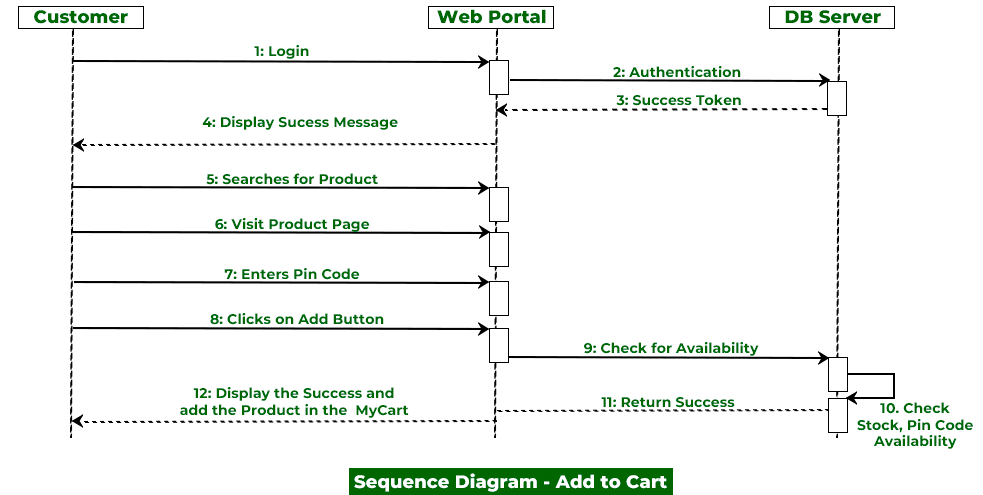 Customer
Web Portal
DB Server
1: Login
2: Authentication
3: Success Token
4: Display Sucess Message
5: Searches for Product
6: Visit Product Page
7: Enters Pin Code
8: Clicks on Add Button
9: Check for Availability
10. Check
Stock, Pin Code
Availability
11: Return Success
12: Display the Success and
add the Product in the MyCart
Sequence Diagram - Add to Cart